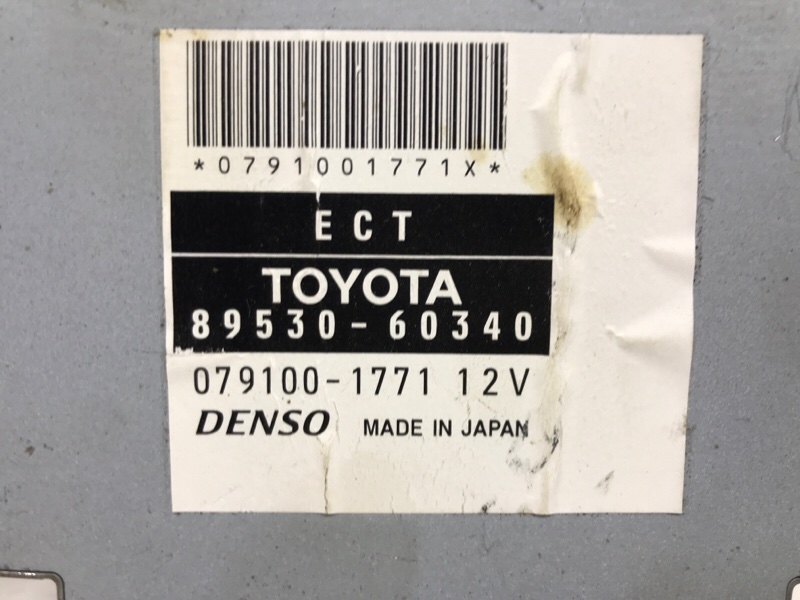 *0791001771X*
ECT
TOYOTA
89530-60340
079100-1771 12V
DENSO MADE IN JAPAN